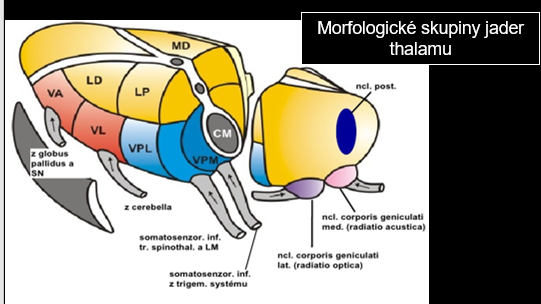 Morfologické skupiny jader
thalamu
MD
LD
LP
VA
VL
VPL
VPM
CM
ncl. post.
z globus
pallidus a
SN
z cerebella
somatosenzor. inf.
tr. spinothal. a LM
somatosenzor. inf.
z trigem. systému
ncl. corporis geniculati
med. (radiatio acustica)
ncl. corporis geniculati
lat. (radiatio optica)